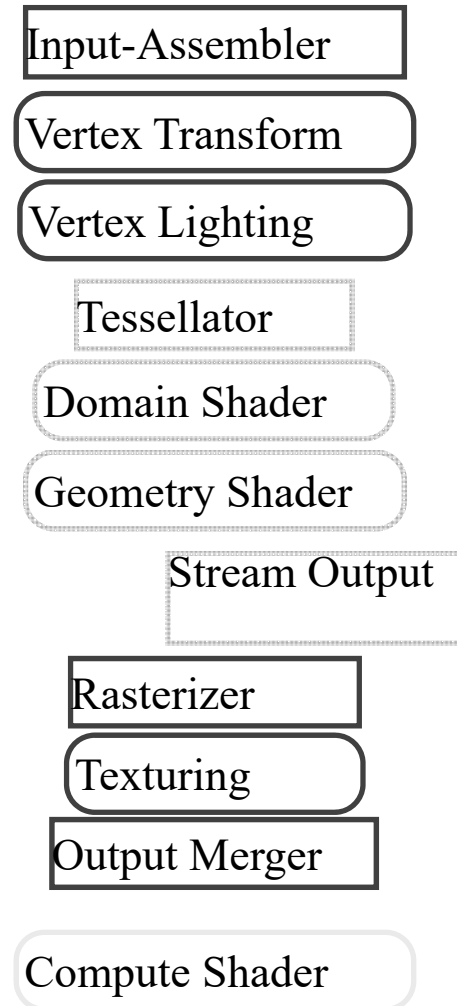 Input-Assembler
Vertex Transform
Vertex Lighting
Tessellator
Domain Shader
Geometry Shader
Stream Output
Rasterizer
Texturing
Output Merger
Compute Shader